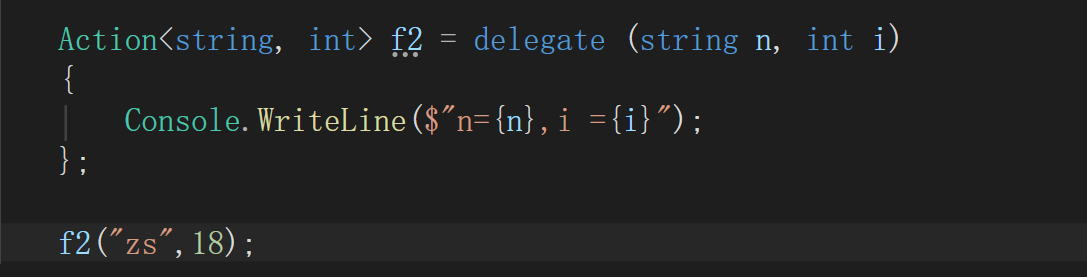 Action<string, int> f2 = delegate (string n, int i)
{
Console.WriteLine($"n={n},i ={i}");
};
f2("zs",18);